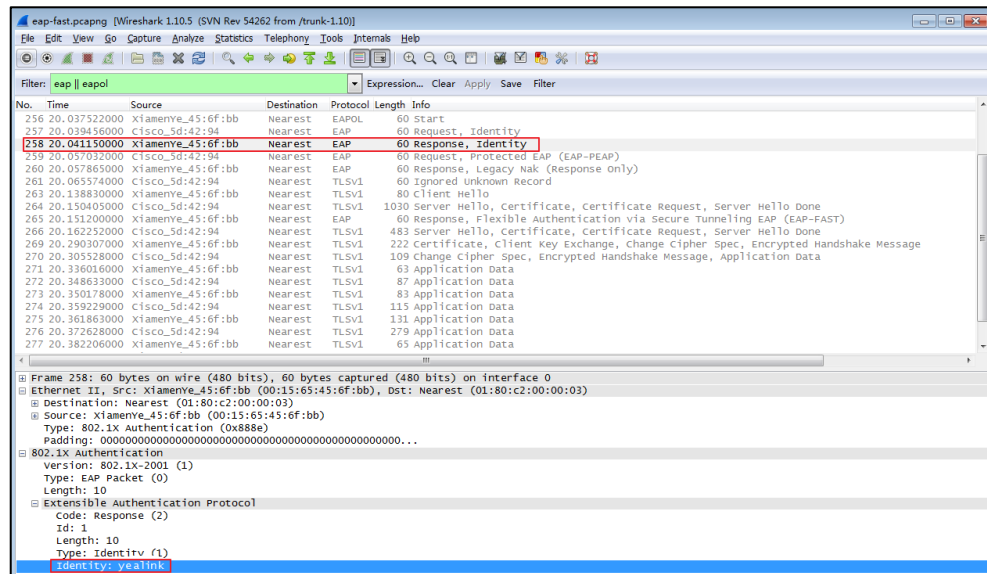 eap-fast.pcapng [Wireshark 1.10.5 (SVN Rev 54262 from /trunk-1.10)]
File Edit View Go Capture Analyze Statistics Telephony Tools Internals Help
Filter: eap || eapol Expression... Clear Apply Save Filter
No. Time Source Destination Protocol Length Info
256 20.037522000 XiamenYe_45:6f:bb Nearest EAPOL 60 Start
257 20.039456000 Cisco_5d:42:94 Nearest EAP 60 Request, Identity
258 20.041150000 XiamenYe_45:6f:bb Nearest EAP 60 Response, Identity
259 20.057032000 Cisco_5d:42:94 Nearest EAP 60 Request, Protected EAP (EAP-PEAP)
260 20.057865000 XiamenYe_45:6f:bb Nearest EAP 60 Response, Legacy Nak (Response Only)
261 20.065574000 Cisco_5d:42:94 Nearest TLSv1 60 Ignored Unknown Record
263 20.138830000 XiamenYe_45:6f:bb Nearest TLSv1 80 Client Hello
264 20.150405000 Cisco_5d:42:94 Nearest TLSv1 1030 Server Hello, Certificate, Certificate Request, Server Hello Done
265 20.151200000 XiamenYe_45:6f:bb Nearest EAP 60 Response, Flexible Authentication via Secure Tunneling EAP (EAP-FAST)
266 20.162252000 Cisco_5d:42:94 Nearest TLSv1 483 Server Hello, Certificate, Certificate Request, Server Hello Done
269 20.290307000 XiamenYe_45:6f:bb Nearest TLSv1 222 Certificate, Client Key Exchange, Change Cipher Spec, Encrypted Handshake Message
270 20.305528000 Cisco_5d:42:94 Nearest TLSv1 109 Change Cipher Spec, Encrypted Handshake Message, Application Data
271 20.336016000 XiamenYe_45:6f:bb Nearest TLSv1 63 Application Data
272 20.348633000 Cisco_5d:42:94 Nearest TLSv1 87 Application Data
273 20.350178000 XiamenYe_45:6f:bb Nearest TLSv1 83 Application Data
274 20.359229000 Cisco_5d:42:94 Nearest TLSv1 115 Application Data
275 20.361863000 XiamenYe_45:6f:bb Nearest TLSv1 131 Application Data
276 20.372628000 Cisco_5d:42:94 Nearest TLSv1 279 Application Data
277 20.382206000 XiamenYe_45:6f:bb Nearest TLSv1 65 Application Data
Frame 258: 60 bytes on wire (480 bits), 60 bytes captured (480 bits) on interface 0
Ethernet II, Src: XiamenYe_45:6f:bb (00:15:65:45:6f:bb), Dst: Nearest (01:80:c2:00:00:03)
Destination: Nearest (01:80:c2:00:00:03)
Source: XiamenYe_45:6f:bb (00:15:65:45:6f:bb)
Type: 802.1X Authentication (0x888e)
Padding: 000000000000000000000000000000000000000000000000...
802.1X Authentication
Version: 802.1X-2001 (1)
Type: EAP Packet (0)
Length: 10
Extensible Authentication Protocol
Code: Response (2)
Id: 1
Length: 10
Type: Identity (1)
Identity: yealink